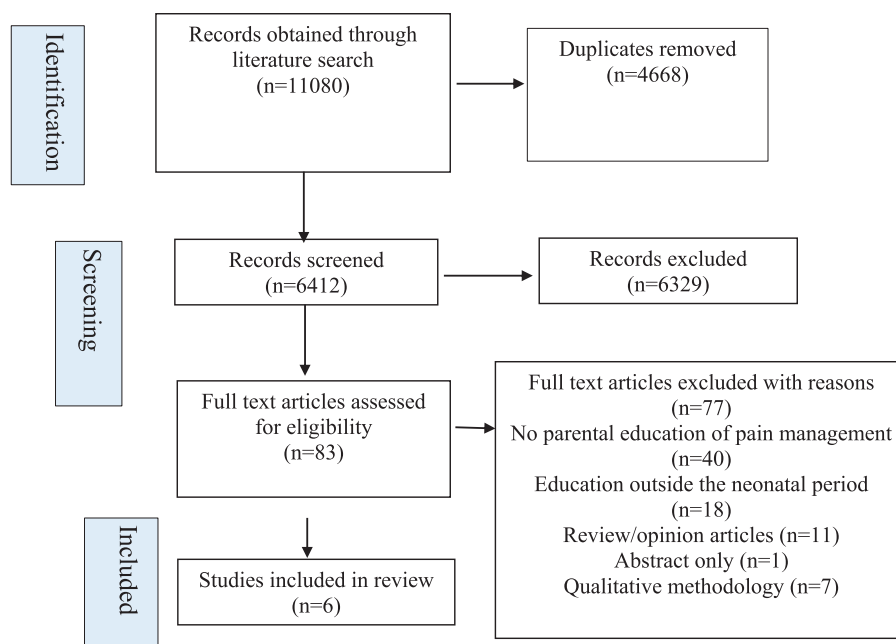 Identification
Records obtained through
literature search
(n=11080)
Duplicates removed
(n=4668)
Screening
Records screened
(n=6412)
Records excluded
(n=6329)
Full text articles assessed
for eligibility
(n=83)
Full text articles excluded with reasons
(n=77)
No parental education of pain management
(n=40)
Education outside the neonatal period
(n=18)
Review/opinion articles (n=11)
Abstract only (n=1)
Qualitative methodology (n=7)
Included
Studies included in review
(n=6)